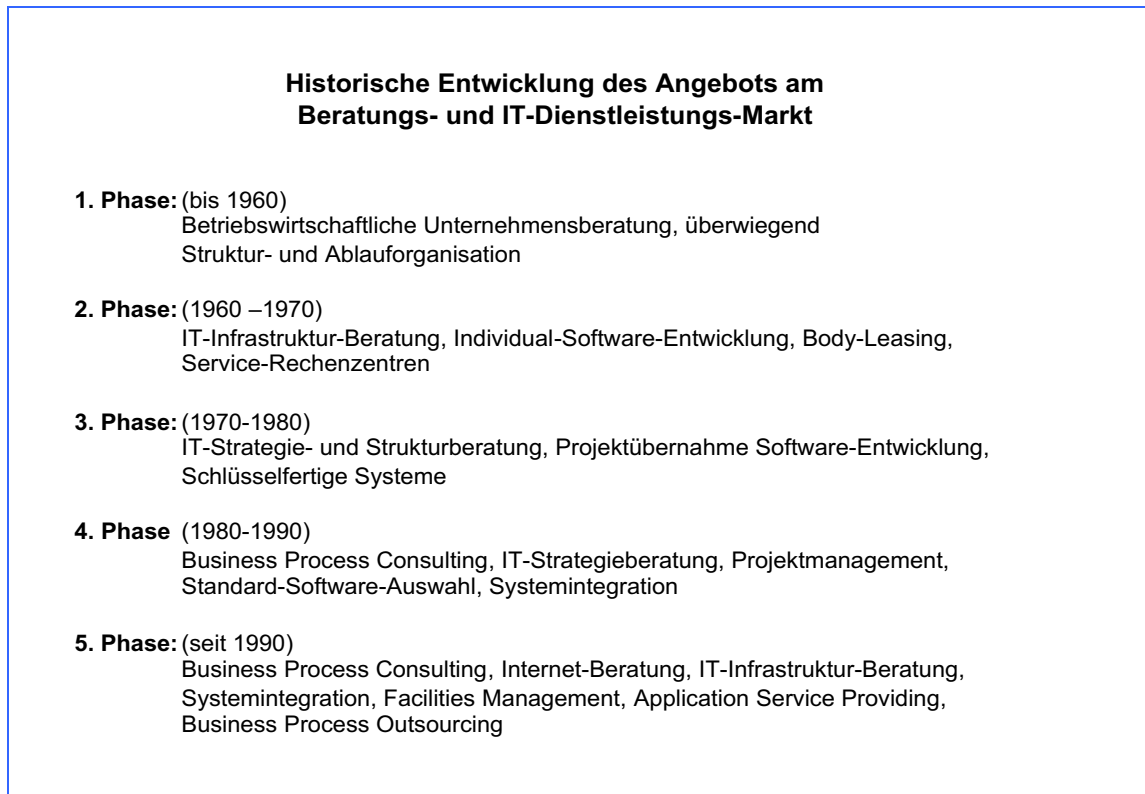 Historische Entwicklung des Angebots am
Beratungs- und IT-Dienstleistungs-Markt
1. Phase: (bis 1960)
Betriebswirtschaftliche Unternehmensberatung, überwiegend
Struktur- und Ablauforganisation
2. Phase: (1960 –1970)
IT-Infrastruktur-Beratung, Individual-Software-Entwicklung, Body-Leasing,
Service-Rechenzentren
3. Phase: (1970-1980)
IT-Strategie- und Strukturberatung, Projektübernahme Software-Entwicklung,
Schlüsselfertige Systeme
4. Phase (1980-1990)
Business Process Consulting, IT-Strategieberatung, Projektmanagement,
Standard-Software-Auswahl, Systemintegration
5. Phase: (seit 1990)
Business Process Consulting, Internet-Beratung, IT-Infrastruktur-Beratung,
Systemintegration, Facilities Management, Application Service Providing,
Business Process Outsourcing